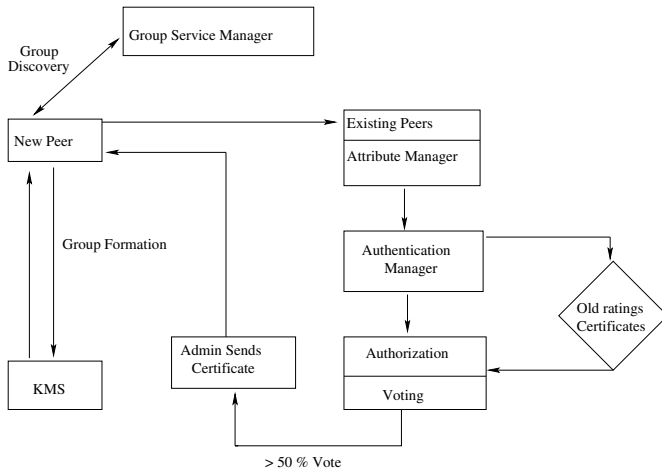 Group Service Manager
Group
Discovery
New Peer
Existing Peers
Attribute Manager
Group Formation
Authentication
Manager
Old ratings
Certificates
Admin Sends
Certificate
Authorization
KMS
Voting
> 50 % Vote